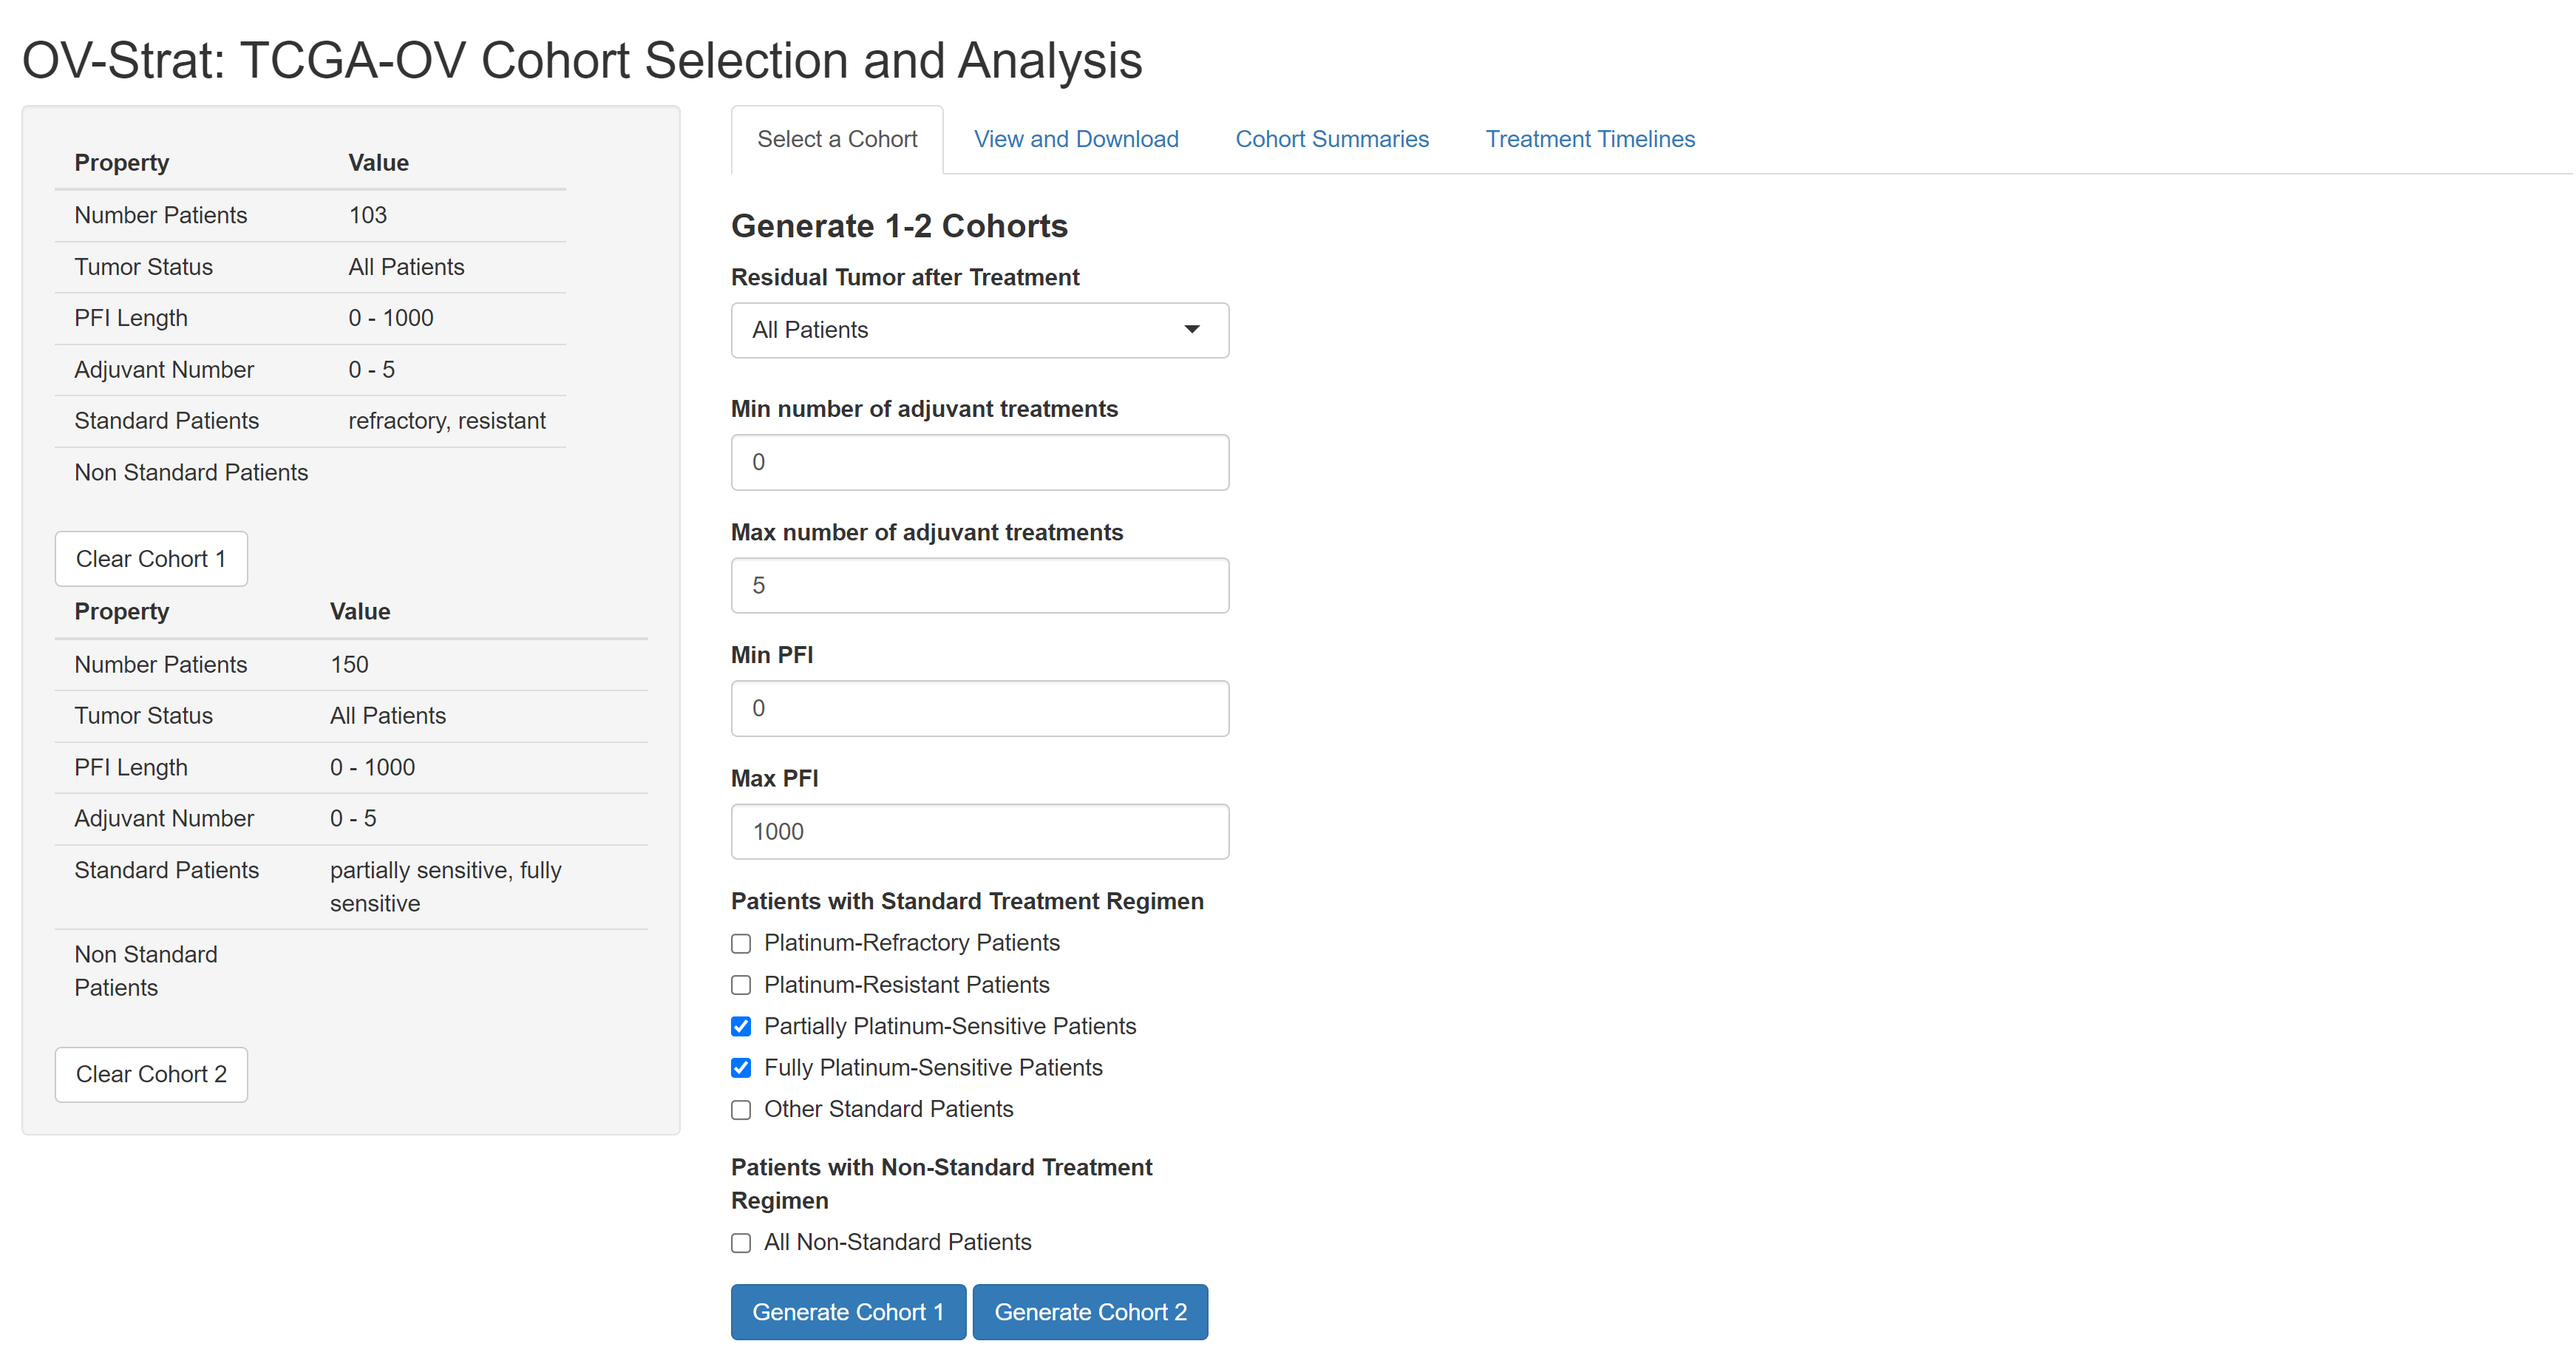 OV-Strat: TCGA-OV Cohort Selection and Analysis
Property Value
Number Patients 103
Tumor Status All Patients
PFI Length 0 - 1000
Adjuvant Number 0 - 5
Standard Patients refractory, resistant
Non Standard Patients
Clear Cohort 1
Property Value
Number Patients 150
Tumor Status All Patients
PFI Length 0 - 1000
Adjuvant Number 0 - 5
Standard Patients partially sensitive, fully
sensitive
Non Standard
Patients
Clear Cohort 2
Select a Cohort View and Download Cohort Summaries Treatment Timelines
Generate 1-2 Cohorts
Residual Tumor after Treatment
All Patients
Min number of adjuvant treatments
0
Max number of adjuvant treatments
5
Min PFI
0
Max PFI
1000
Patients with Standard Treatment Regimen
Platinum-Refractory Patients
Platinum-Resistant Patients
Partially Platinum-Sensitive Patients
Fully Platinum-Sensitive Patients
Other Standard Patients
Patients with Non-Standard Treatment
Regimen
All Non-Standard Patients
Generate Cohort 1 Generate Cohort 2